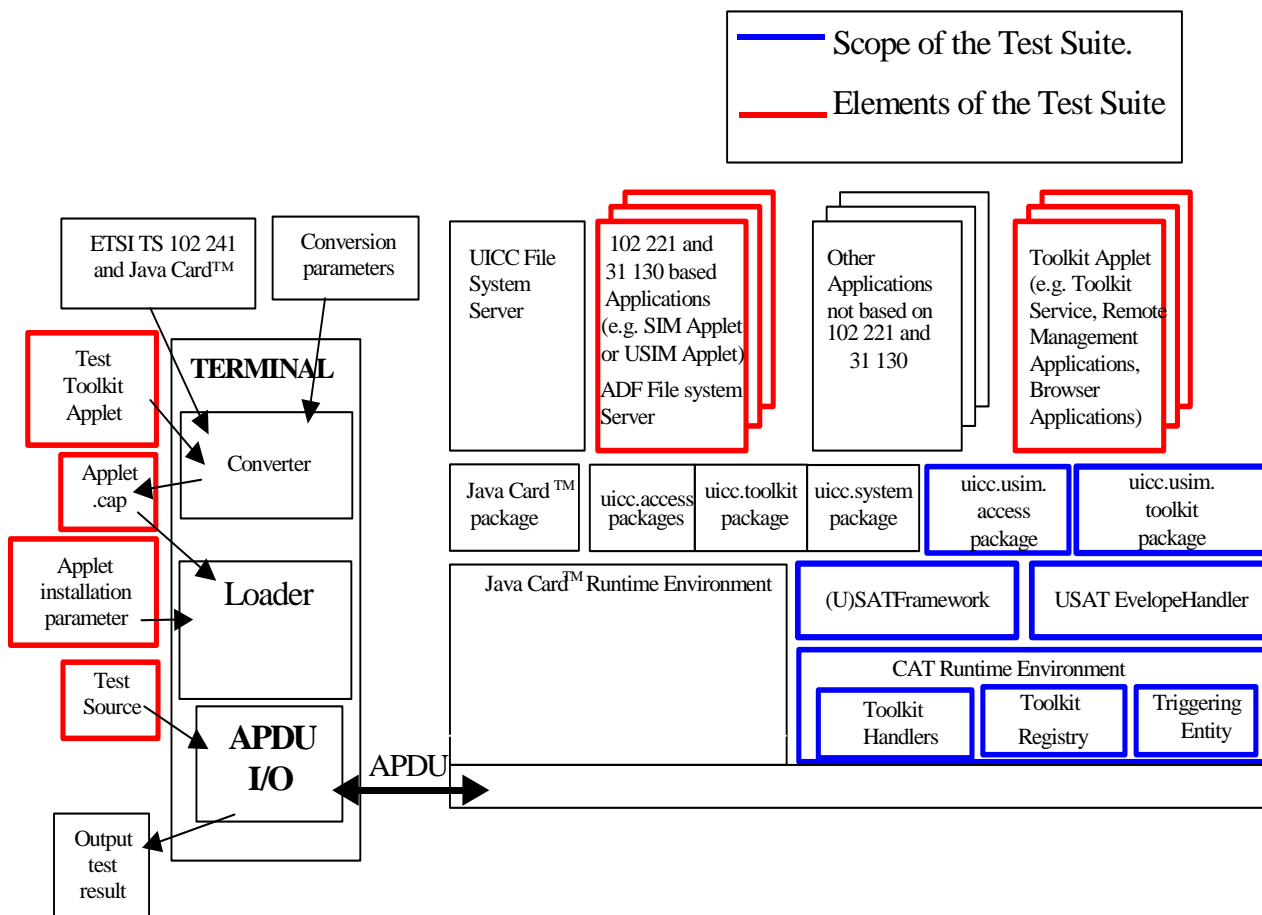 Scope of the Test Suite.
Elements of the Test Suite
ETSI TS 102 241
and Java Card™
Conversion
parameters
Test
Toolkit
Applet
Applet
.cap
Applet
installation
parameter
Test
Source
TERMINAL
Converter
Loader
APDU
I/O
APDU
Output
test
result
UICC File
System
Server
102 221 and
31 130 based
Applications
(e.g. SIM Applet
or USIM Applet)
ADF File system
Server
Other
Applications
not based on
102 221 and
31 130
Toolkit Applet
(e.g. Toolkit
Service, Remote
Management
Applications,
Browser
Applications)
Java Card ™
package
uicc.access
packages
uicc.toolkit
package
uicc.system
package
uicc.usim.
access
package
uicc.usim.
toolkit
package
Java Card™ Runtime Environment
(U)SATFramework
USAT EvelopeHandler
CAT Runtime Environment
Toolkit
Handlers
Toolkit
Registry
Triggering
Entity